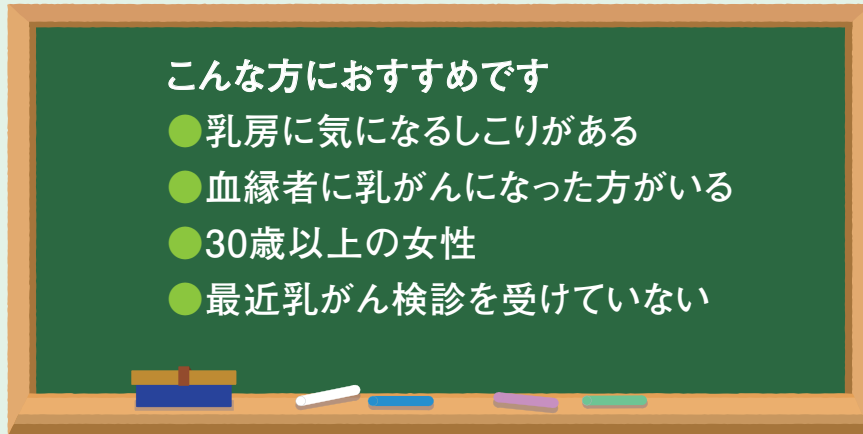 こんな方におすすめです
●乳房に気になるしこりがある
●血縁者に乳がんになった方がいる
●30歳以上の女性
●最近乳がん検診を受けていない